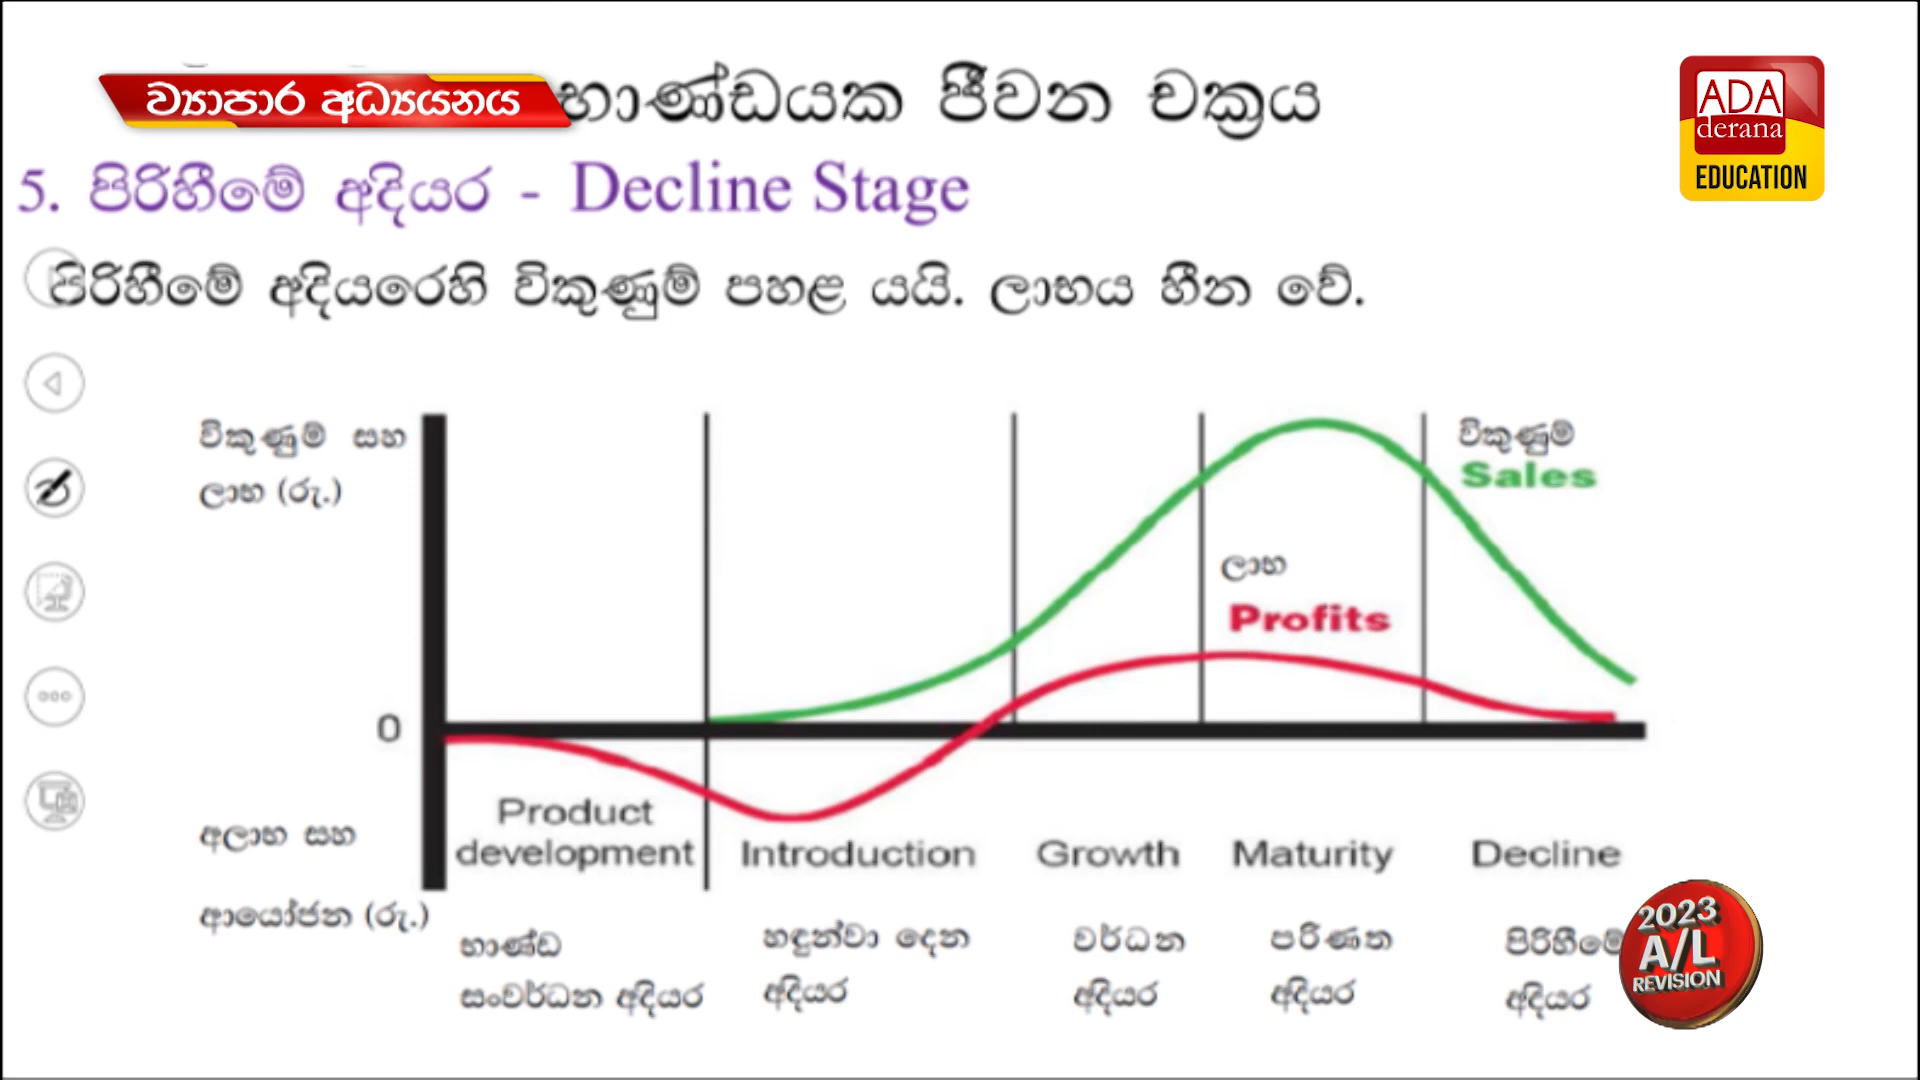 ව්‍යාපාර අධ්‍යයනය
භාණ්ඩයක ජීවන චක්‍රය
ADA
derana
EDUCATION
5. පිරිහීමේ අදියර - Decline Stage
පිරිහීමේ අදියරෙහි විකුණුම් පහළ යයි. ලාභය හීන වේ.
විකුණුම් සහ
ලාභ (රු.)
විකුණුම්
Sales
ලාභ
Profits
0
Product
development
Introduction
Growth
Maturity
Decline
අලාභ සහ
ආයෝජන (රු.)
භාණ්ඩ
සංවර්ධන අදියර
හඳුන්වා දෙන
අදියර
වර්ධන
අදියර
පරිණත
අදියර
පිරිහීමේ
අදියර
2023
A/L
REVISION